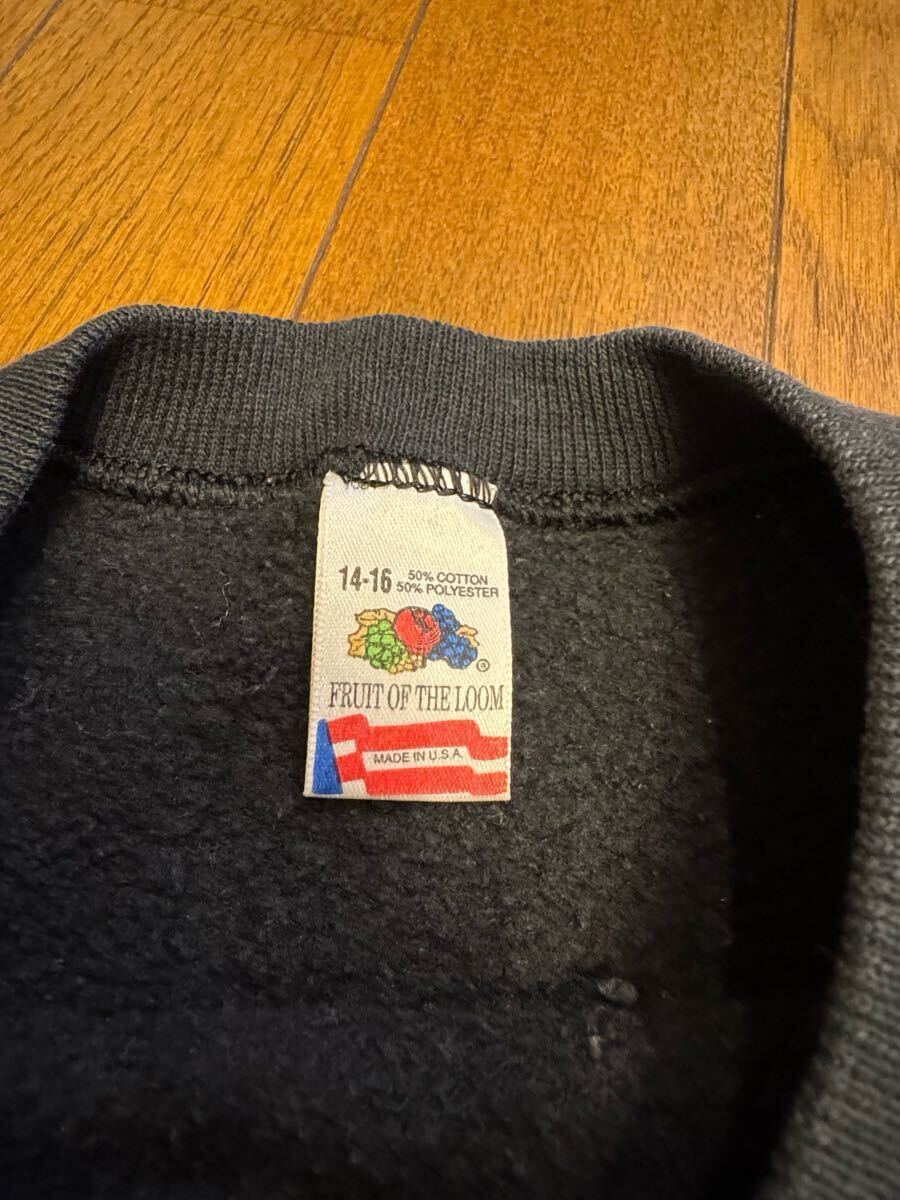 14-16 50% COTTON
50% POLYESTER
®
FRUIT OF THE LOOM
MADE IN U.S.A.